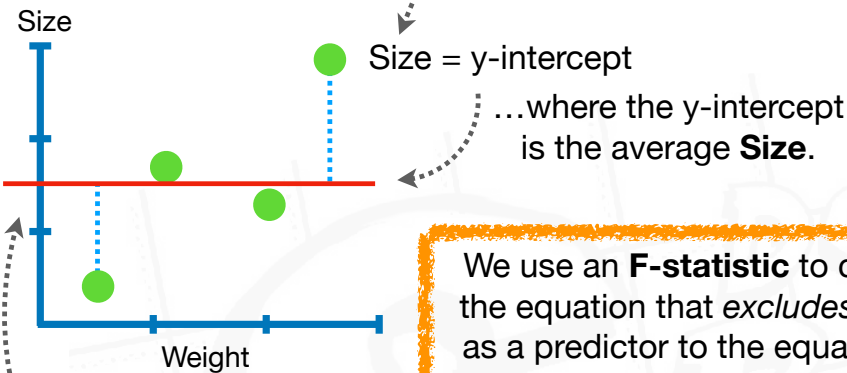 Size
Size = y-intercept
…where the y-intercept
is the average Size.
We use an F-statistic to
the equation that excludes
as a predictor to the
Weight